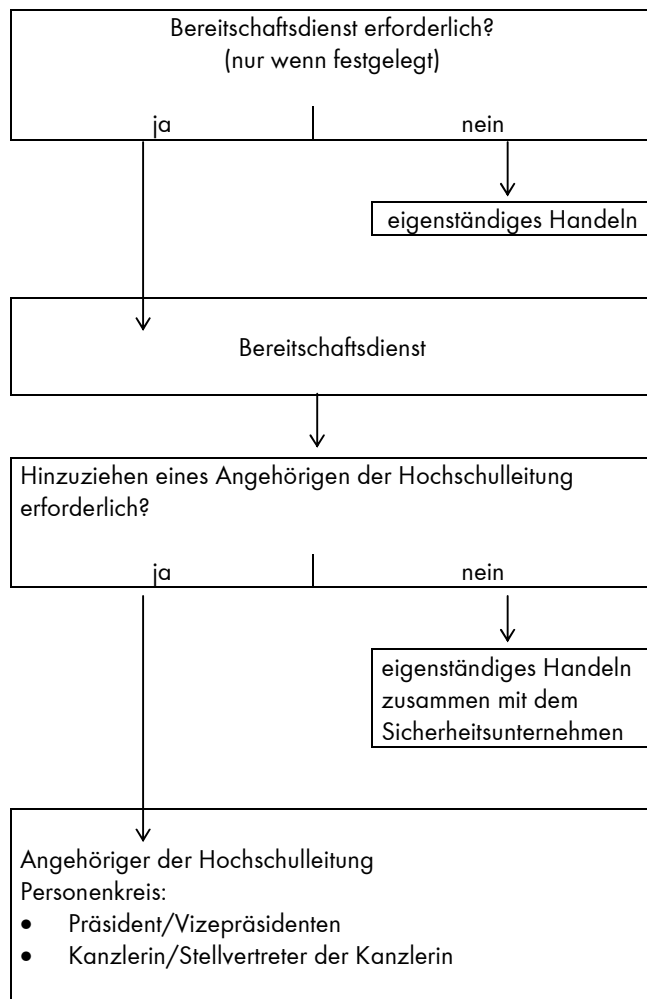 Bereitschaftsdienst erforderlich?
(nur wenn festgelegt)
ja nein
eigenständiges Handeln
Bereitschaftsdienst
Hinzuziehen eines Angehörigen der Hochschulleitung
erforderlich?
ja nein
eigenständiges Handeln
zusammen mit dem
Sicherheitsunternehmen
Angehöriger der Hochschulleitung
Personenkreis:
• Präsident/Vizepräsidenten
• Kanzlerin/Stellvertreter der Kanzlerin